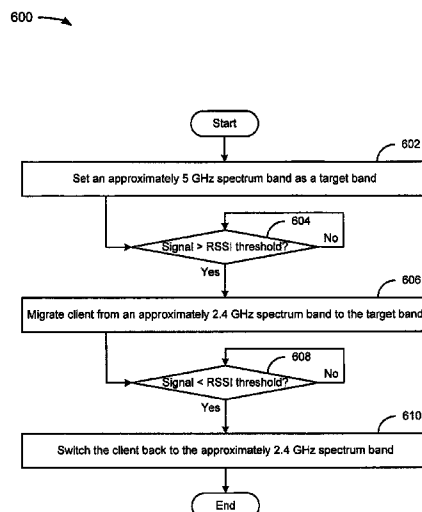 600
Start
602
Set an approximately 5 GHz spectrum band as a target band
604
Signal > RSSI threshold?
No
Yes
606
Migrate client from an approximately 2.4 GHz spectrum band to the target band
608
Signal < RSSI threshold?
No
Yes
610
Switch the client back to the approximately 2.4 GHz spectrum band
End